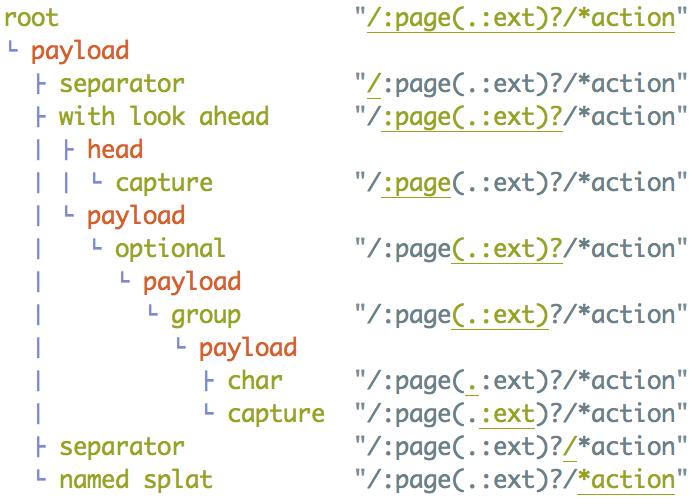 root "/:page(.:ext)?/*action"
└ payload
├ separator "/:page(.:ext)?/*action"
├ with look ahead "/:page(.:ext)?/*action"
| ├ head
| | └ capture "/:page(.:ext)?/*action"
| └ payload
| └ optional "/:page(.:ext)?/*action"
| └ payload
| └ group "/:page(.:ext)?/*action"
| └ payload
| ├ char "/:page(.:ext)?/*action"
| └ capture "/:page(.:ext)?/*action"
├ separator "/:page(.:ext)?/*action"
└ named splat "/:page(.:ext)?/*action"